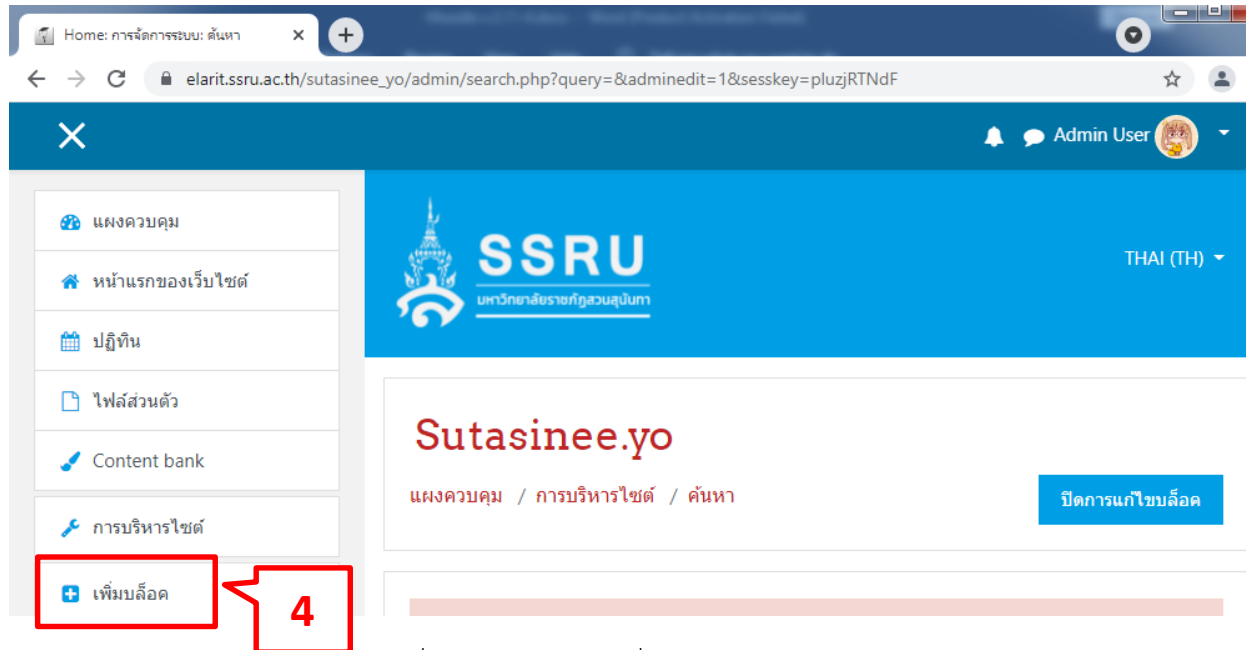 Home: การจัดการระบบ: ค้นหา
elarit.ssru.ac.th/sutasinee_yo/admin/search.php?query=&adminedit=1&sesskey=pluzjRTNdF
Admin User
แผงควบคุม
หน้าแรกของเว็บไซต์
ปฏิทิน
ไฟล์ส่วนตัว
Content bank
การบริหารไซต์
เพิ่มบล็อค
4
SSRU
มหาวิทยาลัยราชภัฏสวนสุนันทา
THAI (TH)
Sutasinee.yo
แผงควบคุม / การบริหารไซต์ / ค้นหา
ปิดการแก้ไขบล็อค